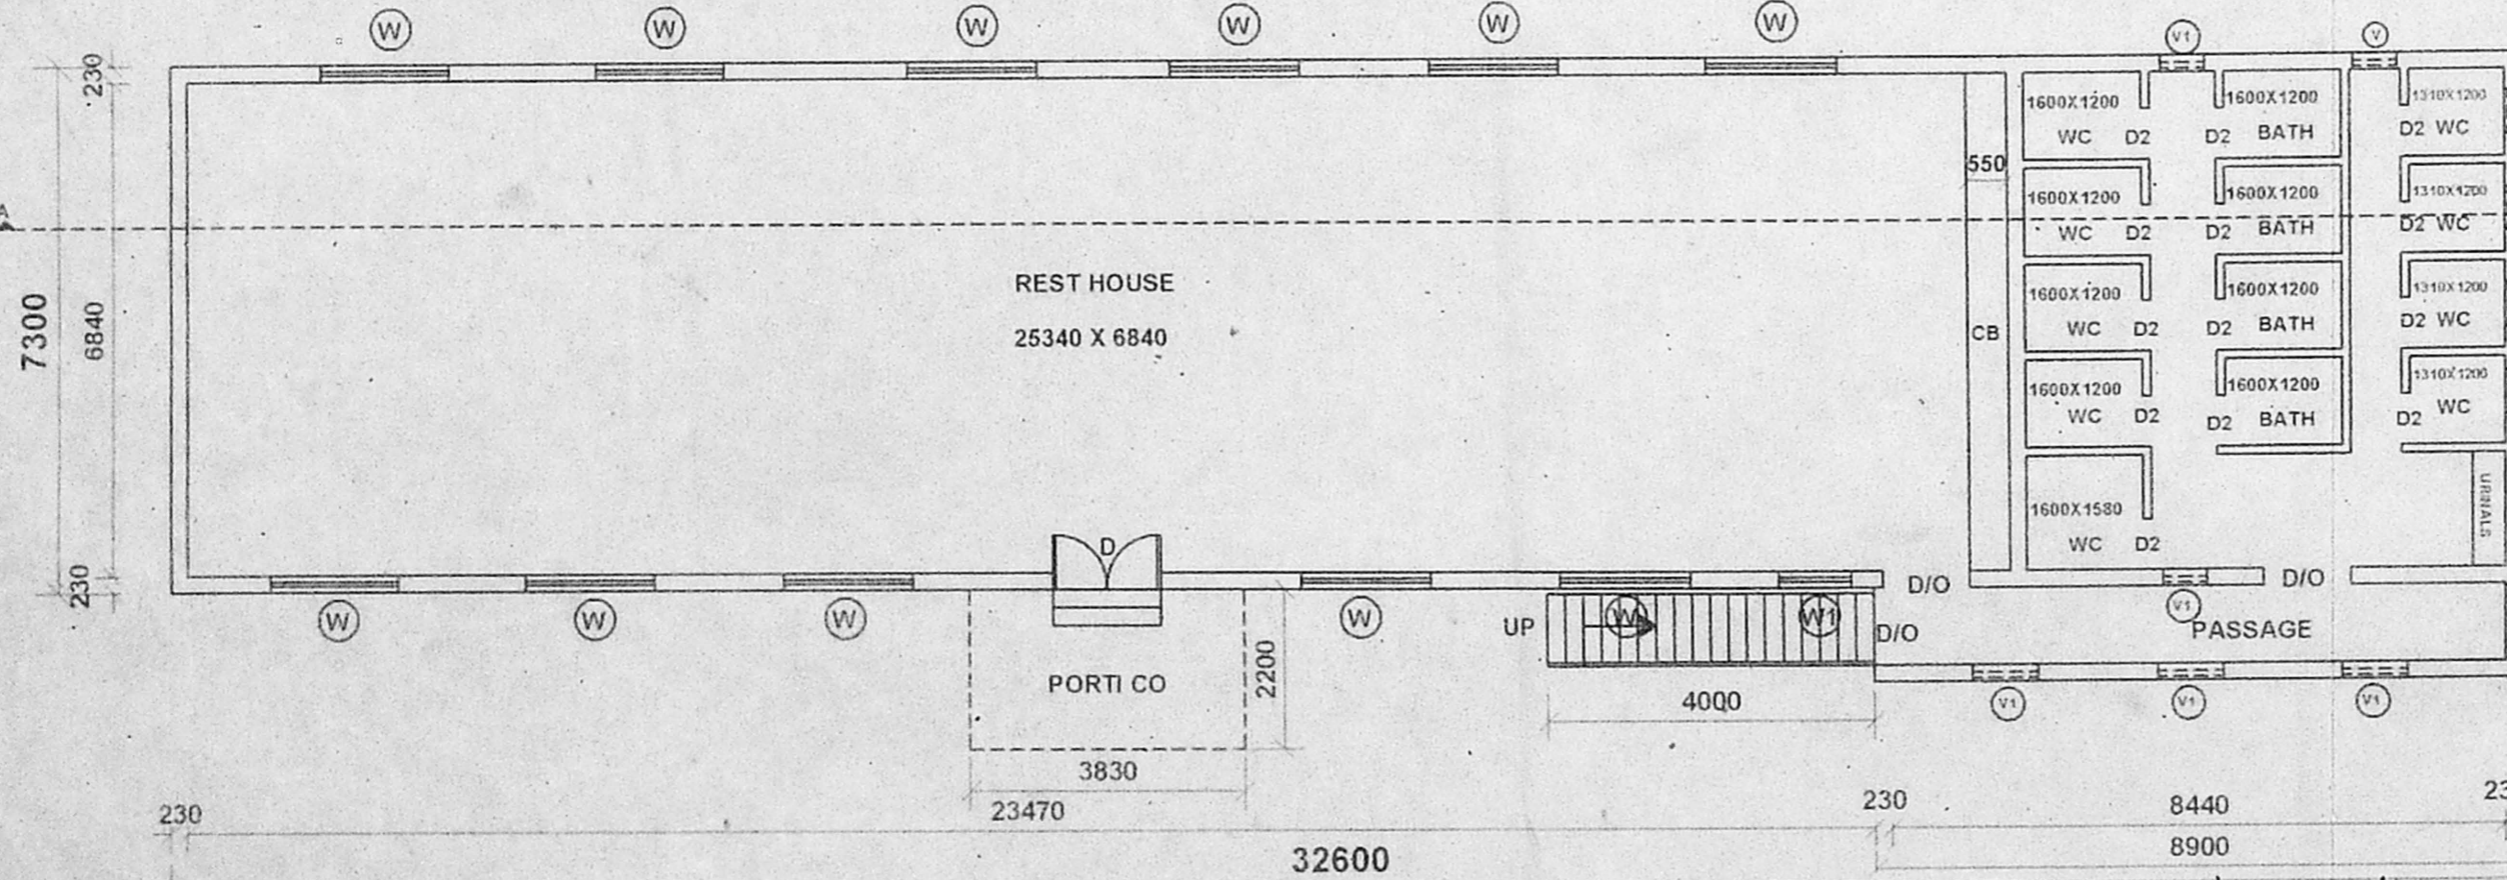 W W W W W W V1 V
230
1600X1200 1600X1200 1310X1200
WC D2 D2 BATH D2 WC
550
1600X1200 1600X1200 1310X1200
A
WC D2 D2 BATH D2 WC
REST HOUSE
1600X1200 1600X1200 1310X1200
7300 6840
25340 X 6840
CB
WC D2 D2 BATH D2 WC
1600X1200 1600X1200 1310X1200
WC D2 D2 BATH D2 WC
URINALS
1600X1580
WC D2
D
230
D/O D/O
W W W W W W1 V1
UP D/O PASSAGE
PORTI CO 2200
4000 V1 V1 V1
3830
230 23470 230 8440 23
32600 8900